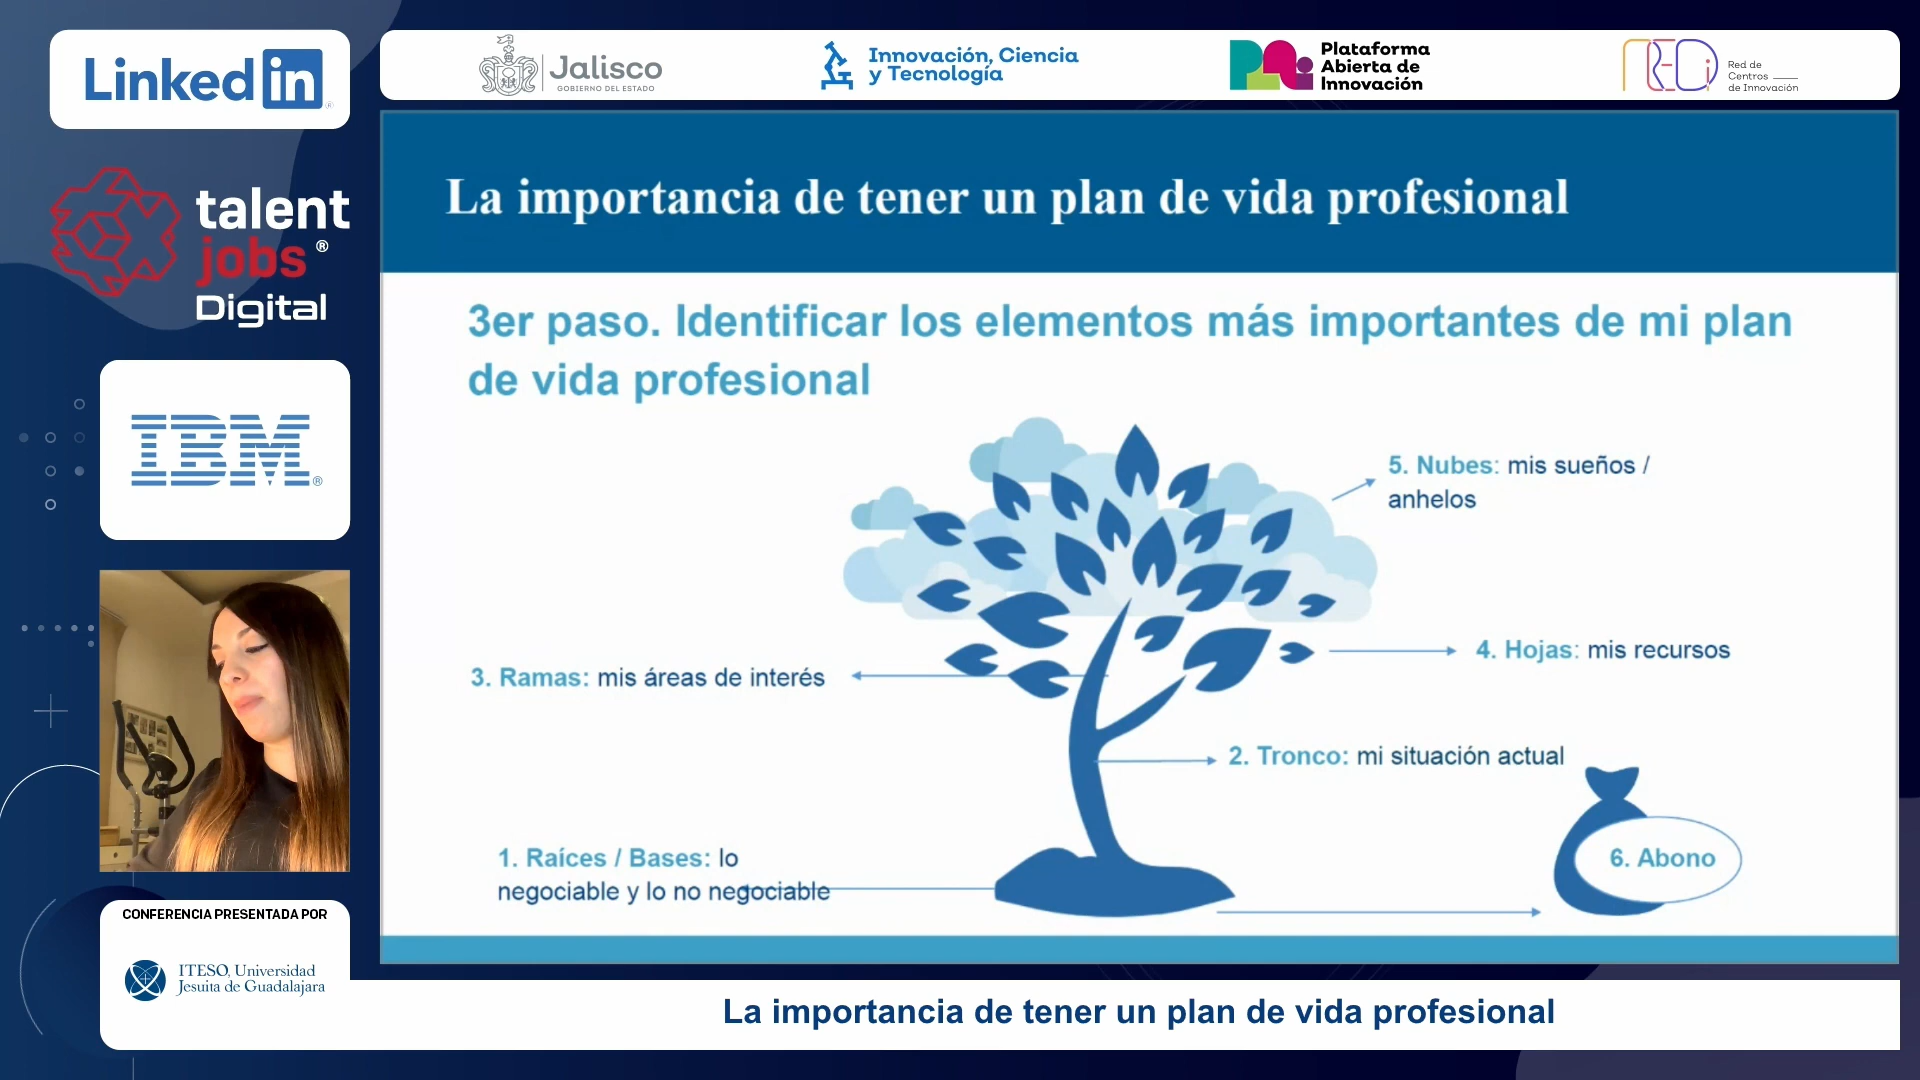 Linked in
Jalisco
GOBIERNO DEL ESTADO
Innovación, Ciencia
y Tecnología
Plataforma
Abierta de
Innovación
REDi
Red de
Centros
de Innovación
talent
jobs ®
Digital
IBM®
La importancia de tener un plan de vida profesional
3er paso. Identificar los elementos más importantes de mi plan
de vida profesional
5. Nubes: mis sueños /
anhelos
4. Hojas: mis recursos
3. Ramas: mis áreas de interés
2. Tronco: mi situación actual
1. Raíces / Bases: lo
negociable y lo no negociable
6. Abono
CONFERENCIA PRESENTADA POR
ITESO, Universidad
Jesuita de Guadalajara
La importancia de tener un plan de vida profesional